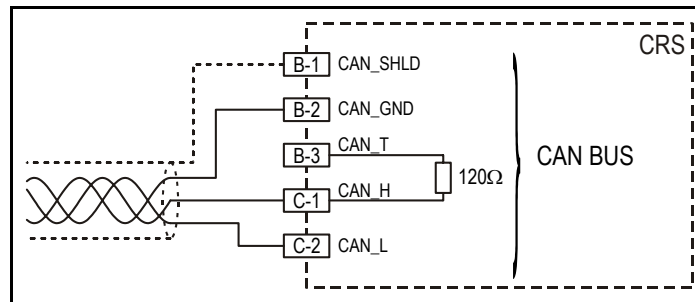 CRS
B-1 CAN_SHLD
B-2 CAN_GND
B-3 CAN_T
120Ω
CAN BUS
C-1 CAN_H
C-2 CAN_L